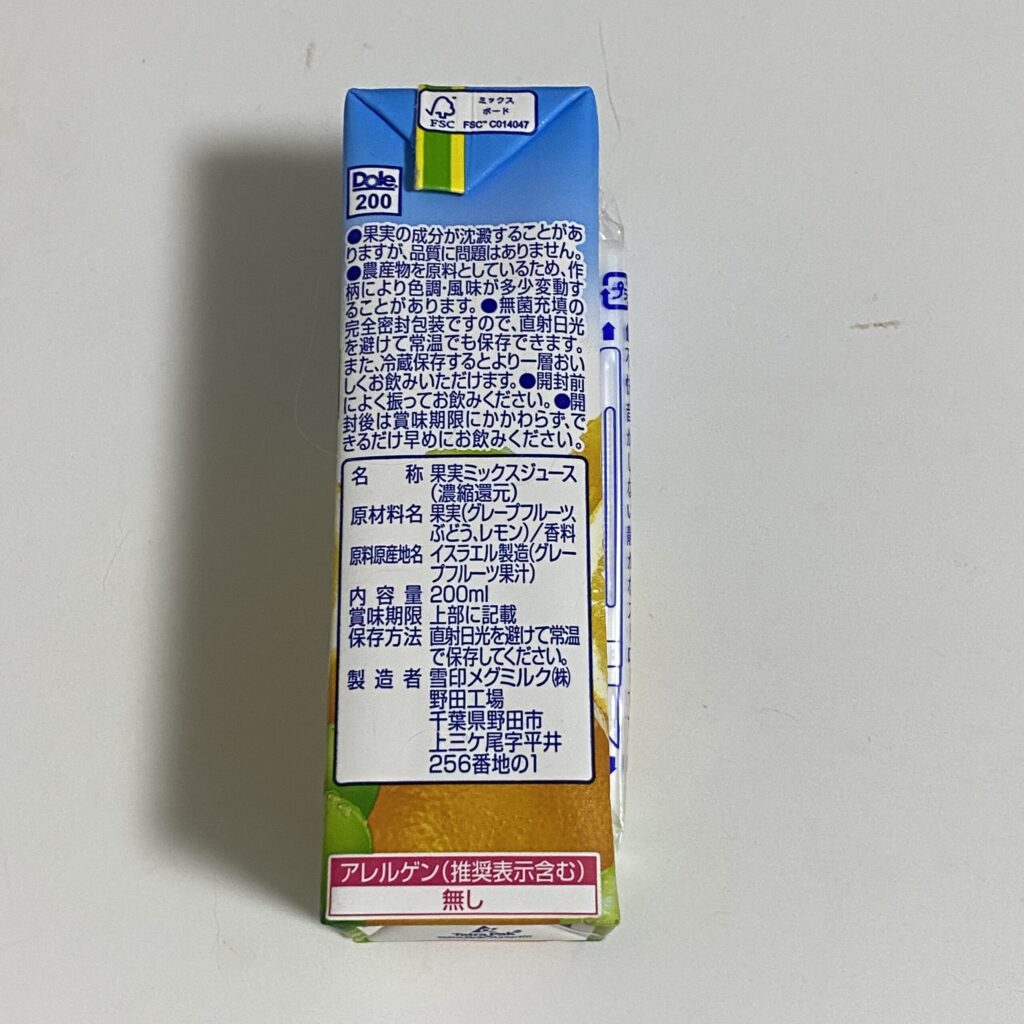 ミックス
ボード
FSC
FSC™ C014047
Dole
200
●果実の成分が沈澱することがあ
りますが、品質に問題はありません。
●農産物を原料としているため、作
柄により色調・風味が多少変動す
ることがあります。●無菌充填の
完全密封包装ですので、直射日光
を避けて常温でも保存できます。
また、冷蔵保存するとより一層おい
しくお飲みいただけます。●開封前
によく振ってお飲みください。●開
封後は賞味期限にかかわらず、で
きるだけ早めにお飲みください。
名称 果実ミックスジュース
(濃縮還元)
原材料名 果実(グレープフルーツ、
ぶどう、レモン)/香料
原料原産地名 イスラエル製造(グレー
プフルーツ果汁)
内容量 200ml
賞味期限 上部に記載
保存方法 直射日光を避けて常温
で保存してください。
製造者 雪印メグミルク㈱
野田工場
千葉県野田市
上三ケ尾字平井
256番地の1
アレルゲン(推奨表示含む)
無し
Tetra Pak
プラ